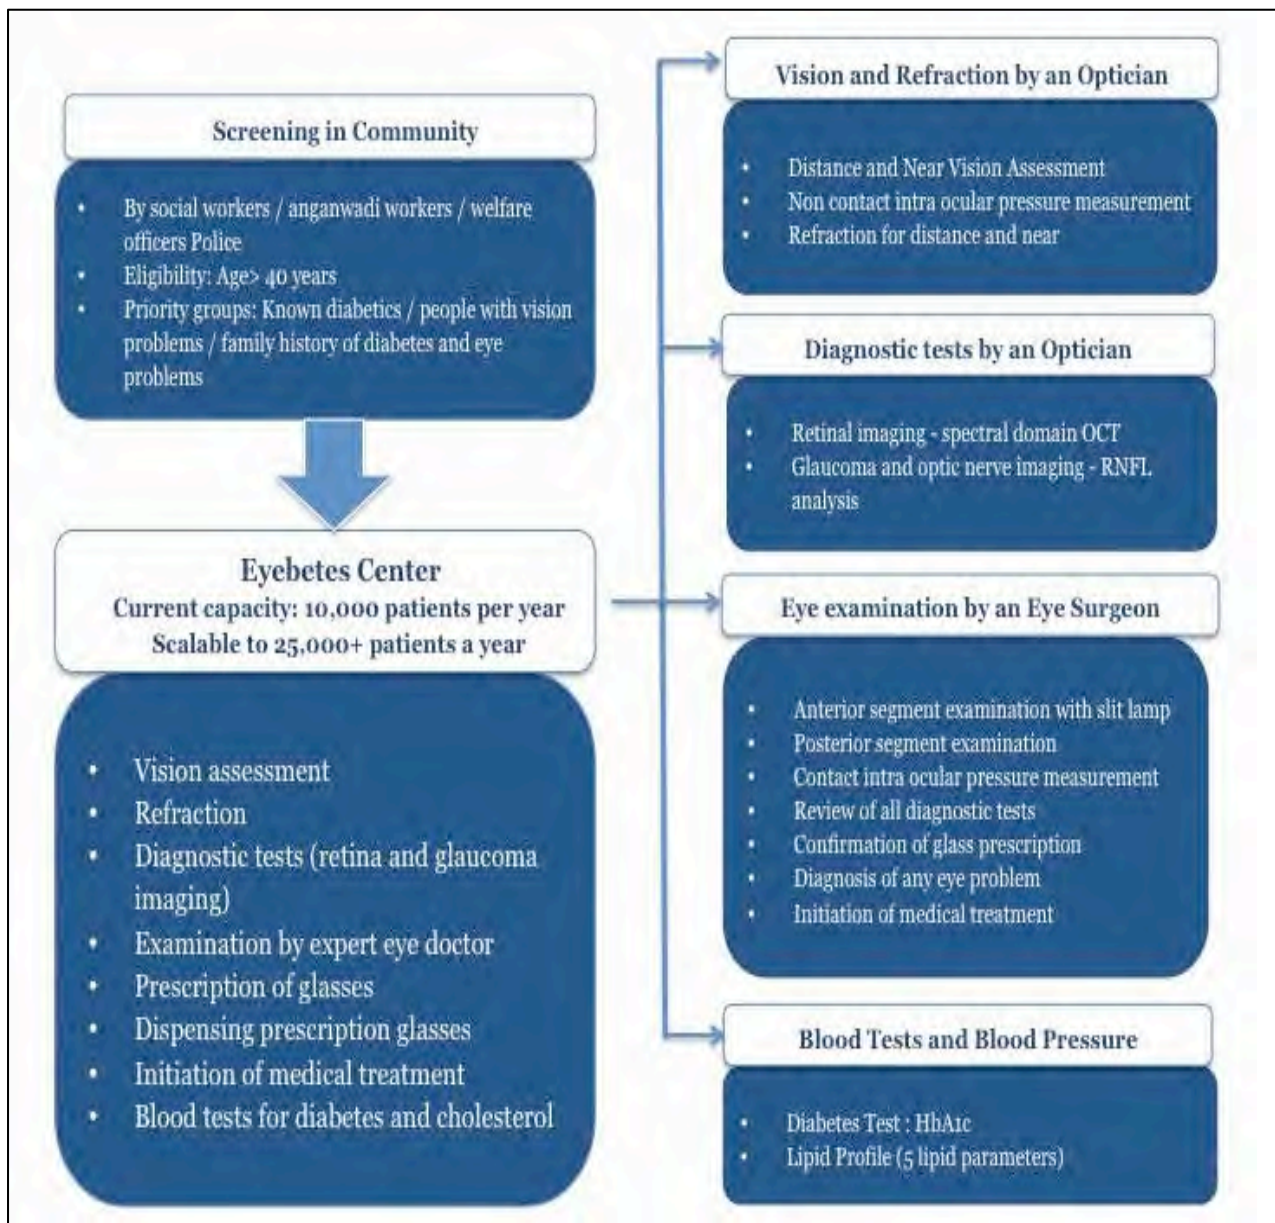 Screening in Community
• By social workers / anganwadi workers / welfare
officers Police
• Eligibility: Age> 40 years
• Priority groups: Known diabetics / people with vision
problems / family history of diabetes and eye
problems
Eyebetes Center
Current capacity: 10,000 patients per year
Scalable to 25,000+ patients a year
• Vision assessment
• Refraction
• Diagnostic tests (retina and glaucoma
imaging)
• Examination by expert eye doctor
• Prescription of glasses
• Dispensing prescription glasses
• Initiation of medical treatment
• Blood tests for diabetes and cholesterol
Vision and Refraction by an Optician
• Distance and Near Vision Assessment
• Non contact intra ocular pressure measurement
• Refraction for distance and near
Diagnostic tests by an Optician
• Retinal imaging - spectral domain OCT
• Glaucoma and optic nerve imaging - RNFL
analysis
Eye examination by an Eye Surgeon
• Anterior segment examination with slit lamp
• Posterior segment examination
• Contact intra ocular pressure measurement
• Review of all diagnostic tests
• Confirmation of glass prescription
• Diagnosis of any eye problem
• Initiation of medical treatment
Blood Tests and Blood Pressure
• Diabetes Test : HbA1c
• Lipid Profile (5 lipid parameters)